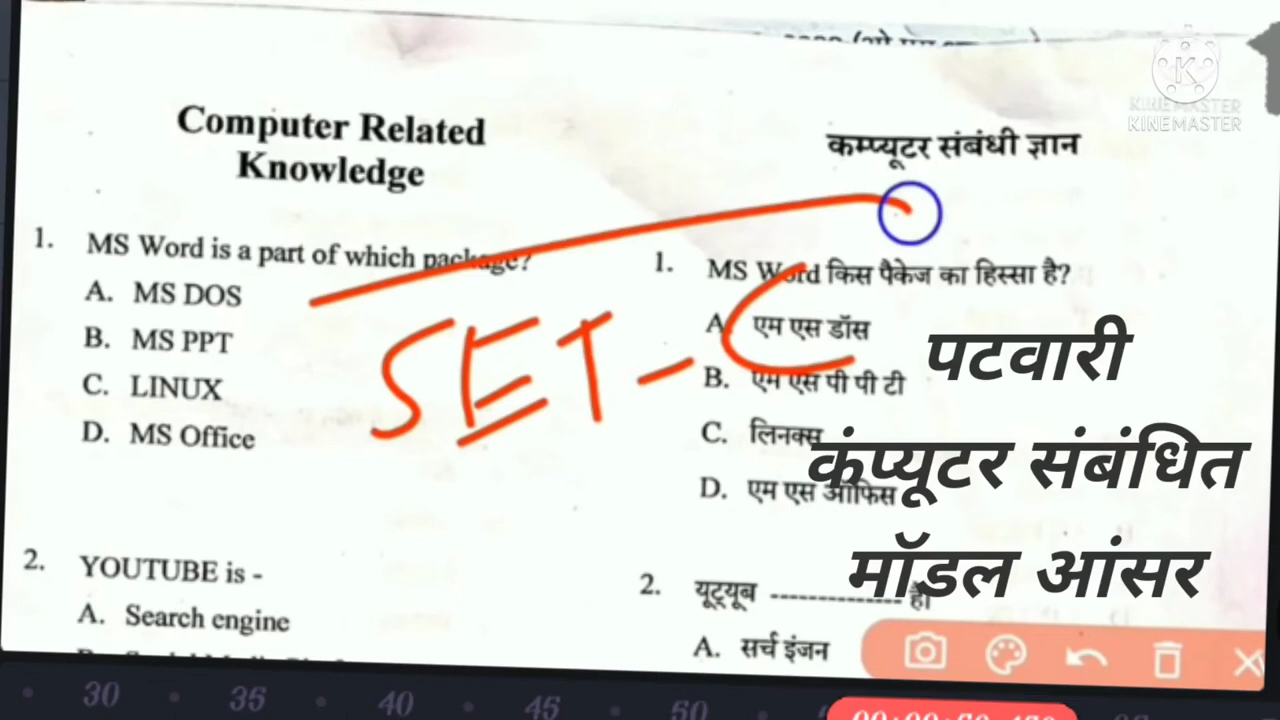 KINEMASTER
KINEMASTER
Computer Related
Knowledge
1. MS Word is a part of which package?
A. MS DOS
B. MS PPT
C. LINUX
D. MS Office
2. YOUTUBE is -
A. Search engine
कम्प्यूटर संबंधी ज्ञान
1. MS Word किस पैकेज का हिस्सा है?
A. एम एस डॉस
B. एम एस पी पी टी
C. लिनक्स
D. एम एस ऑफिस
2. यूट्यूब -------------- है।
A. सर्च इंजन
SET-C
पटवारी
कंप्यूटर संबंधित
मॉडल आंसर
30 35 40 45 50